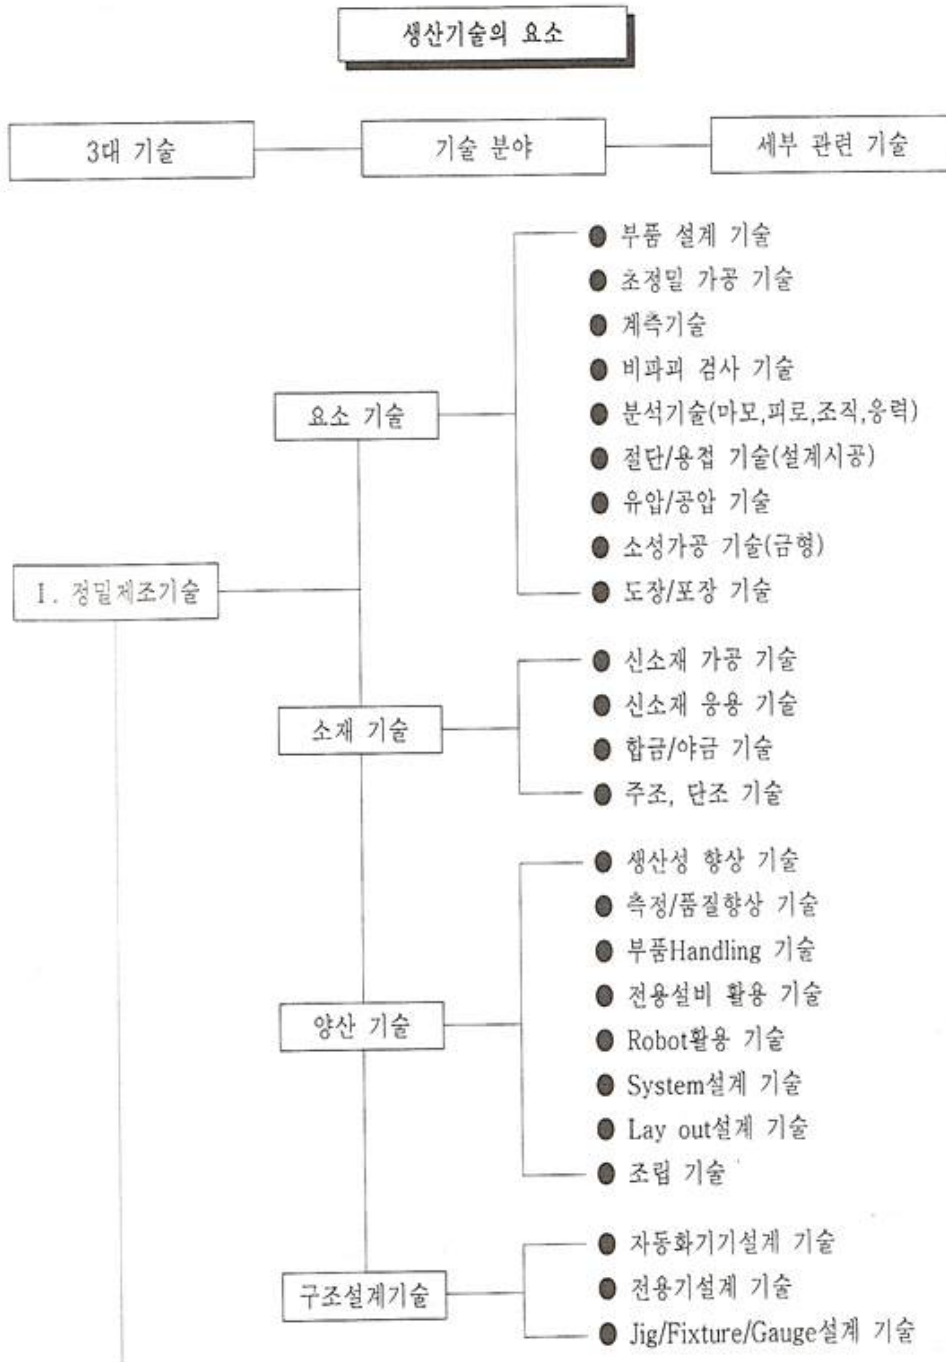 생산기술의 요소
3대 기술
기술 분야
세부 관련 기술
부품 설계 기술
초정밀 가공 기술
계측기술
비파괴 검사 기술
요소 기술
분석기술(마모,피로,조직,응력)
절단/용접 기술(설계시공)
유압/공압 기술
소성가공 기술(금형)
I. 정밀제조기술
도장/포장 기술
신소재 가공 기술
신소재 응용 기술
소재 기술
합금/야금 기술
주조, 단조 기술
생산성 향상 기술
측정/품질향상 기술
부품Handling 기술
전용설비 활용 기술
양산 기술
Robot활용 기술
System설계 기술
Lay out설계 기술
조립 기술
자동화기기설계 기술
구조설계기술
전용기설계 기술
Jig/Fixture/Gauge설계 기술